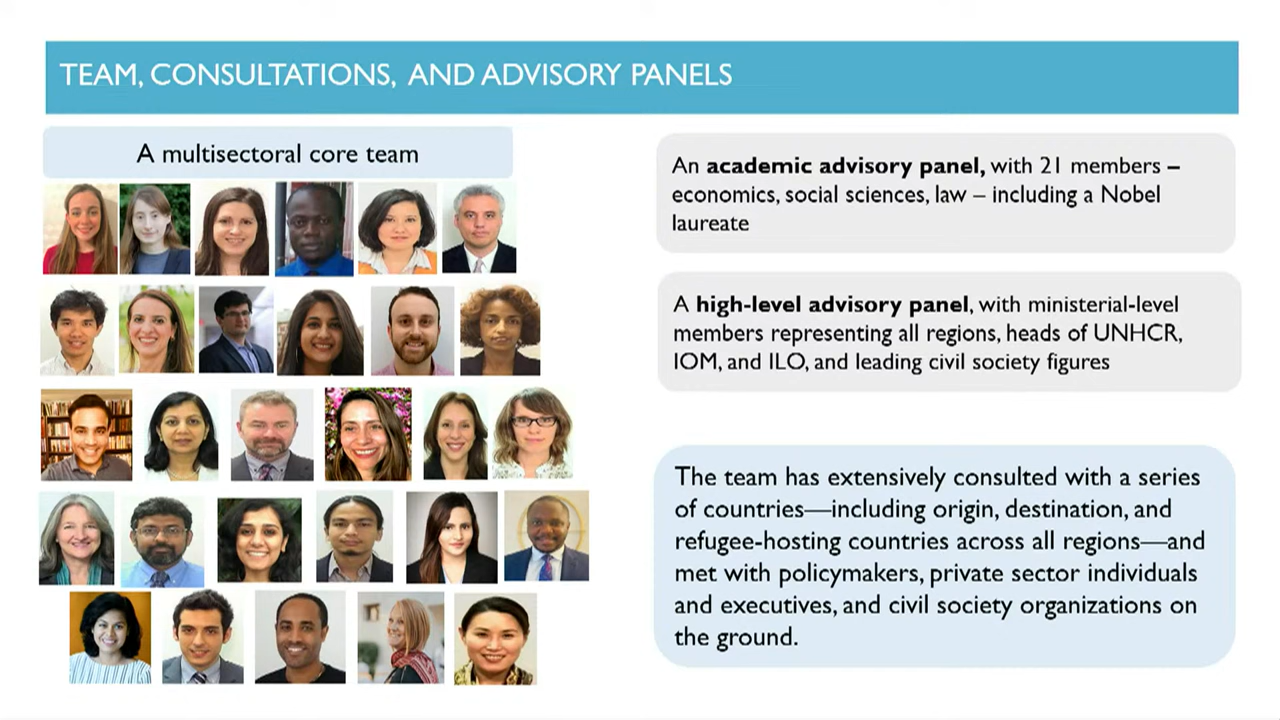 TEAM, CONSULTATIONS, AND ADVISORY PANELS
A multisectoral core team
An academic advisory panel, with 21 members –
economics, social sciences, law – including a Nobel
laureate
A high-level advisory panel, with ministerial-level
members representing all regions, heads of UNHCR,
IOM, and ILO, and leading civil society figures
The team has extensively consulted with a series
of countries—including origin, destination, and
refugee-hosting countries across all regions—and
met with policymakers, private sector individuals
and executives, and civil society organizations on
the ground.